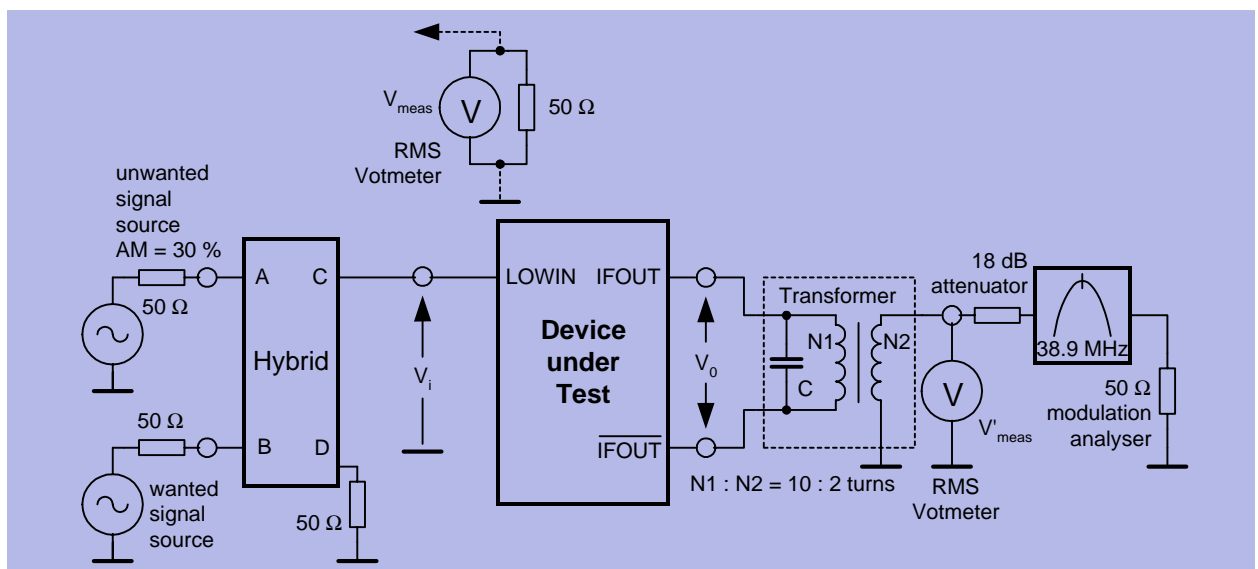 V
V meas
50 Ω
RMS
Votmeter
unwanted
signal
source
AM = 30 %
50 Ω
A
C
Hybrid
50 Ω
B
D
wanted
signal
source
50 Ω
Vi
LOWIN
IFOUT
Device
under
Test
IFOUT
V0
Transformer
N1
N2
C
N1 : N2 = 10 : 2 turns
18 dB
attenuator
38.9 MHz
V
V'meas
RMS
Votmeter
50 Ω
modulation
analyser